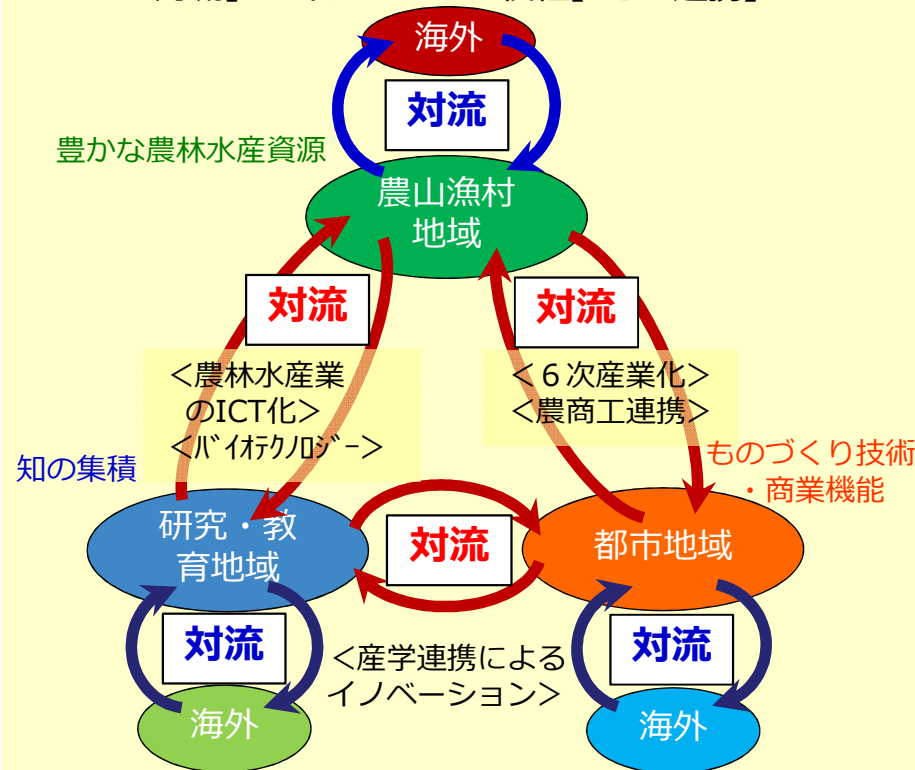 海外
対流
豊かな農林水産資源
農山漁村
地域
対流
対流
<農林水産業
のICT化>
<ﾊﾞｲｵﾃｸﾉﾛｼﾞｰ>
<６次産業化>
<農商工連携>
知の集積
ものづくり技術
・商業機能
研究・教
育地域
対流
都市地域
対流
<産学連携による
イノベーション>
対流
海外
海外